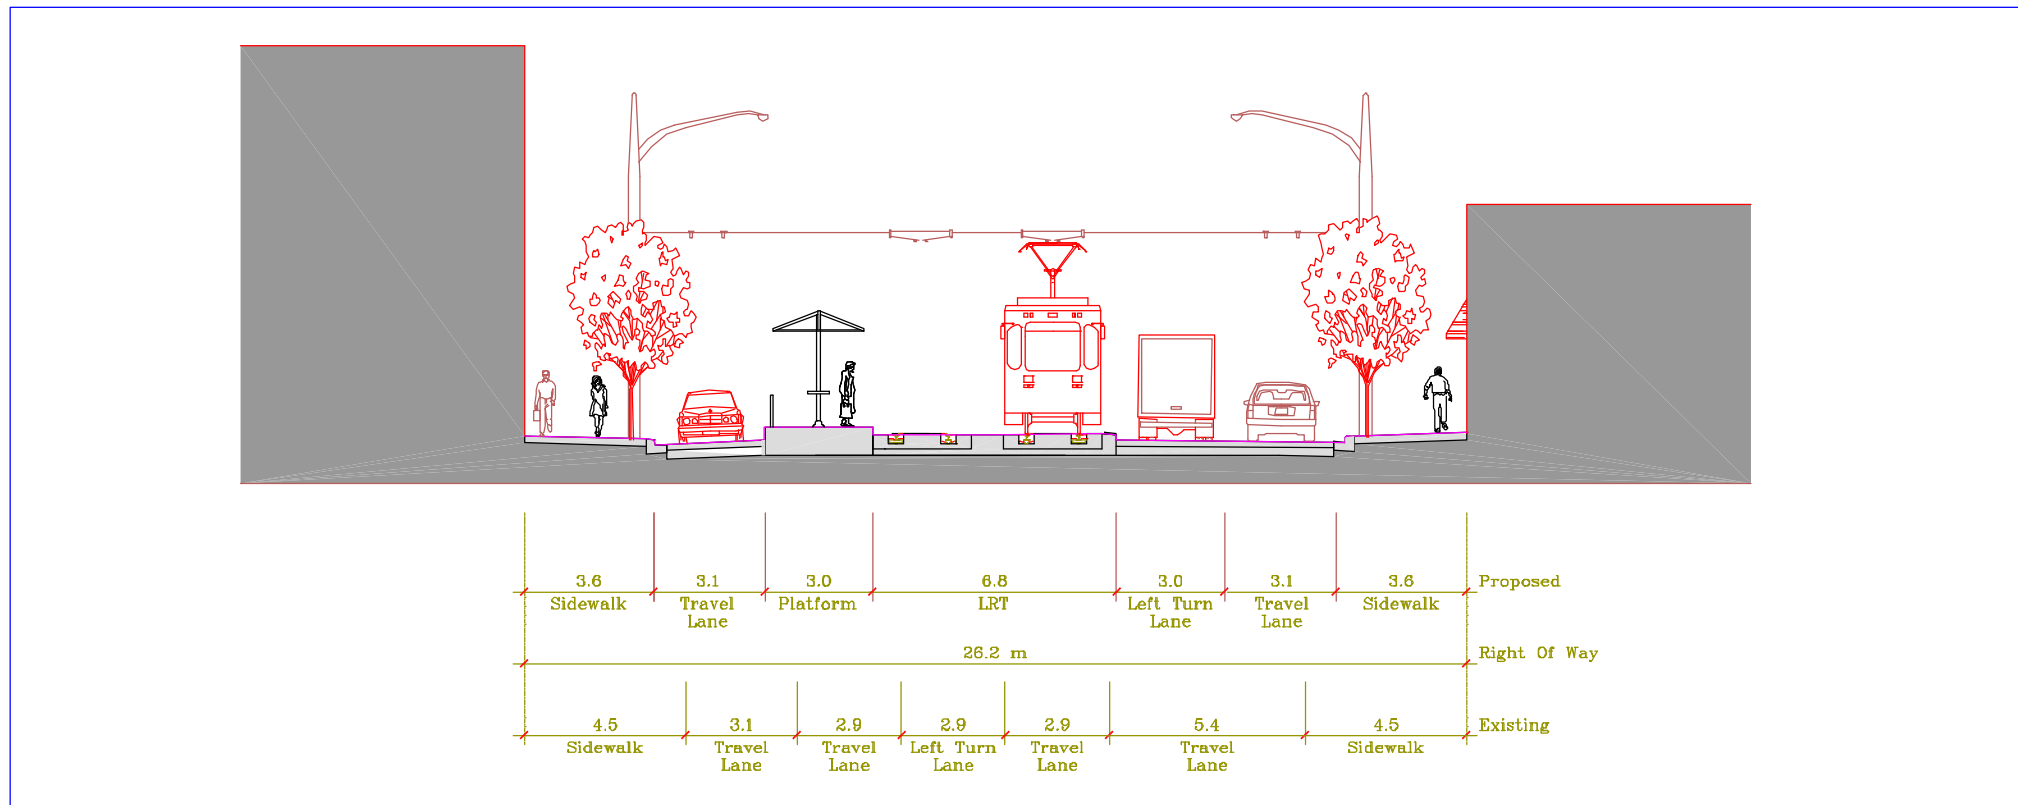 3.6 3.1 3.0 6.8 3.0 3.1 3.6 Proposed
Sidewalk Travel Platform LRT Left Turn Travel Sidewalk
Lane Lane Lane
26.2 m Right Of Way
4.5 3.1 2.9 2.9 2.9 5.4 4.5 Existing
Sidewalk Travel Travel Left Turn Travel Travel Sidewalk
Lane Lane Lane Lane Lane